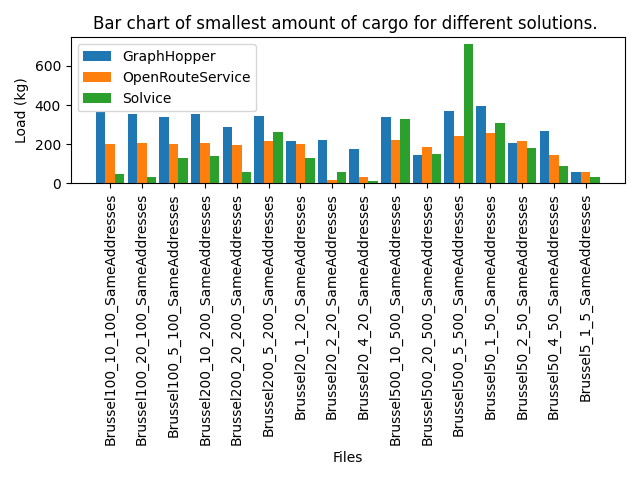 Bar chart of smallest amount of cargo for different solutions.
GraphHopper
OpenRouteService
Solvice
Load (kg)
600
400
200
0
Brussel100_10_100_SameAddresses
Brussel100_20_100_SameAddresses
Brussel100_5_100_SameAddresses
Brussel200_10_200_SameAddresses
Brussel200_20_200_SameAddresses
Brussel200_5_200_SameAddresses
Brussel20_1_20_SameAddresses
Brussel20_2_20_SameAddresses
Brussel20_4_20_SameAddresses
Brussel500_10_500_SameAddresses
Brussel500_20_500_SameAddresses
Brussel500_5_500_SameAddresses
Brussel50_1_50_SameAddresses
Brussel50_2_50_SameAddresses
Brussel50_4_50_SameAddresses
Brussel5_1_5_SameAddresses
Files